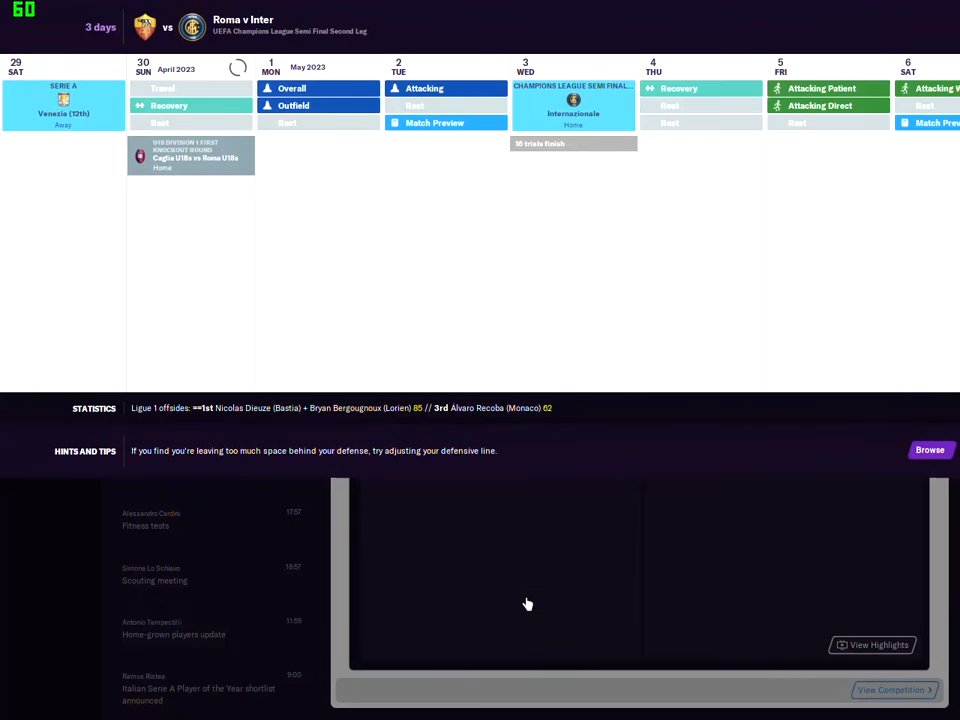 60
3 days
vs
Roma v Inter
UEFA Champions League Semi Final Second Leg
29
SAT
SERIE A
Venezia (12th)
Away
30
SUN
April 2023
Travel
Recovery
Rest
U18 DIVISION 1 FIRST
KNOCKOUT ROUND
Caglia U18s vs Roma U18s
Home
1
MON
May 2023
Overall
Outfield
Rest
2
TUE
Attacking
Rest
Match Preview
3
WED
CHAMPIONS LEAGUE SEMI FINAL...
Internazionale
Home
16 trials finish
4
THU
Recovery
Rest
Rest
5
FRI
Attacking Patient
Attacking Direct
Rest
6
SAT
Attacking W
Rest
Match Prev
STATISTICS
Ligue 1 offsides: ==1st Nicolas Dieuze (Bastia) + Bryan Bergougnoux (Lorien) 85 // 3rd Álvaro Recoba (Monaco) 62
HINTS AND TIPS
If you find you're leaving too much space behind your defense, try adjusting your defensive line.
Browse
Alessandro Cardini
17:57
Fitness tests
Simone Lo Schiavo
16:57
Scouting meeting
Antonio Tempestilli
11:59
Home-grown players update
Ramus Ristea
9:00
Italian Serie A Player of the Year shortlist
announced
View Highlights
View Competition